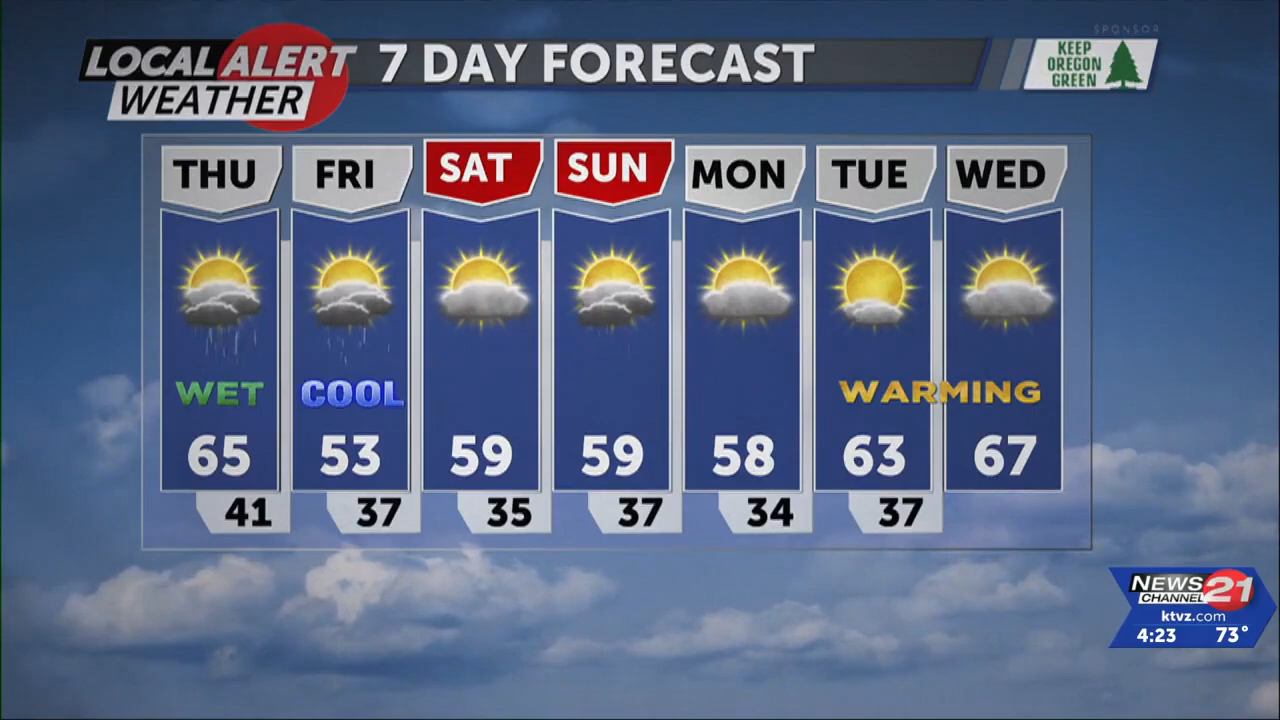 SPONSOR
LOCAL ALERT
WEATHER
7 DAY FORECAST
KEEP
OREGON
GREEN
THU FRI SAT SUN MON TUE WED
WET COOL WARMING
65 53 59 59 58 63 67
41 37 35 37 34 37
NEWS
CHANNEL 21
ktvz.com
4:23 73°